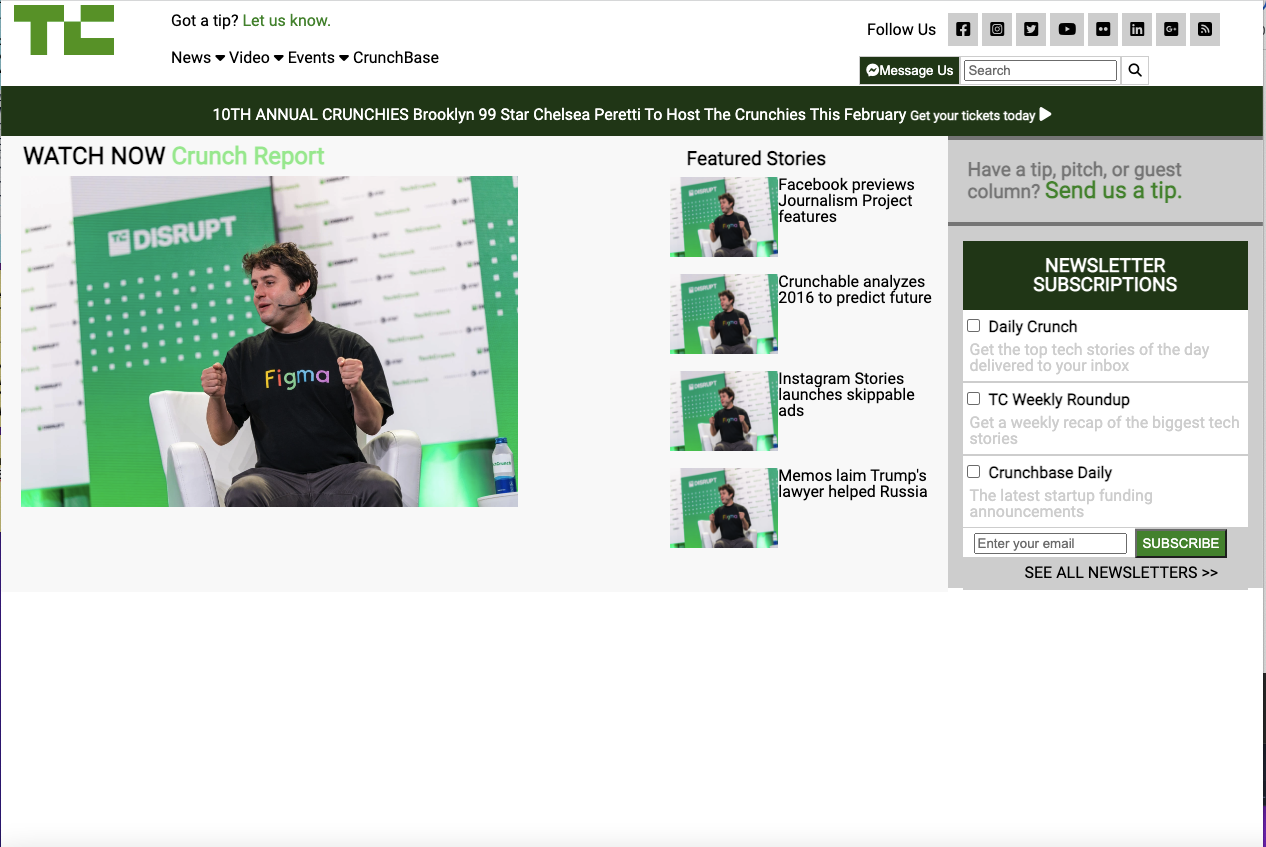 TC
Got a tip? Let us know.
News Video Events CrunchBase
Follow Us
Message Us Search
10TH ANNUAL CRUNCHIES Brooklyn 99 Star Chelsea Peretti To Host The Crunchies This February Get your tickets today
WATCH NOW Crunch Report
TC DISRUPT
Figma
Featured Stories
Facebook previews
Journalism Project
features
Crunchable analyzes
2016 to predict future
Instagram Stories
launches skippable
ads
Memos laim Trump's
lawyer helped Russia
Have a tip, pitch, or guest
column? Send us a tip.
NEWSLETTER
SUBSCRIPTIONS
Daily Crunch
Get the top tech stories of the day
delivered to your inbox
TC Weekly Roundup
Get a weekly recap of the biggest tech
stories
Crunchbase Daily
The latest startup funding
announcements
Enter your email SUBSCRIBE
SEE ALL NEWSLETTERS >>